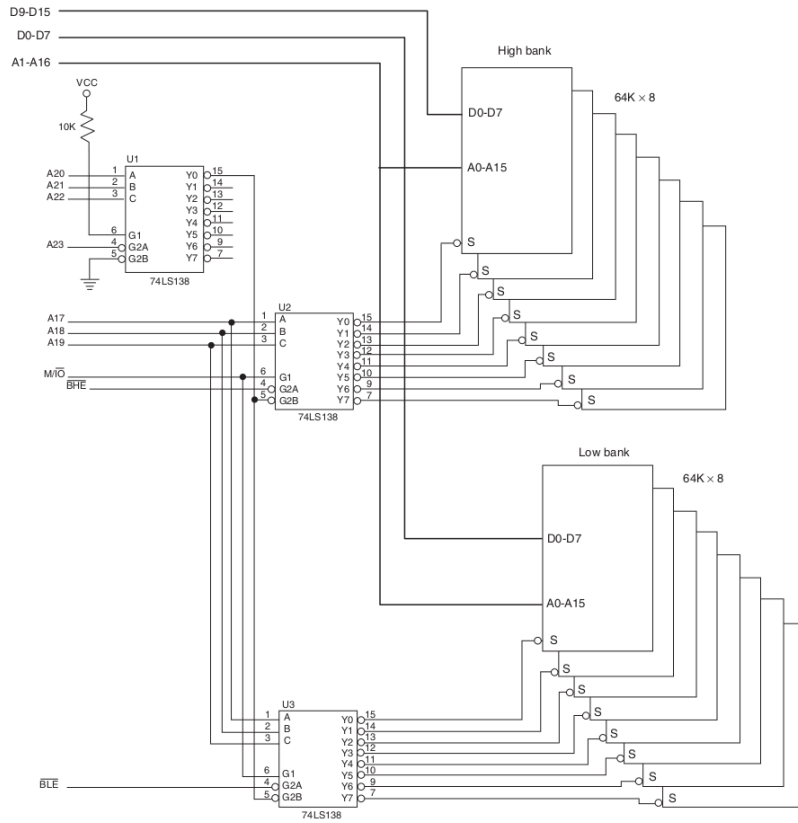 D9-D15
D0-D7
A1-A16
High bank
64K × 8
D0-D7
A0-A15
S
S
S
S
S
S
S
S
VCC
10K
U1
A20 1 A Y0 15
A21 2 B Y1 14
A22 3 C Y2 13
Y3 12
Y4 11
6 G1 Y5 10
A23 4 G2A Y6 9
5 G2B Y7 7
74LS138
U2
A17 1 A Y0 15
A18 2 B Y1 14
A19 3 C Y2 13
Y3 12
Y4 11
M/I̅O̅ 6 G1 Y5 10
B̅H̅E̅ 4 G2A Y6 9
5 G2B Y7 7
74LS138
Low bank
64K × 8
D0-D7
A0-A15
S
S
S
S
S
S
S
S
U3
1 A Y0 15
2 B Y1 14
3 C Y2 13
Y3 12
Y4 11
6 G1 Y5 10
B̅L̅E̅ 4 G2A Y6 9
5 G2B Y7 7
74LS138